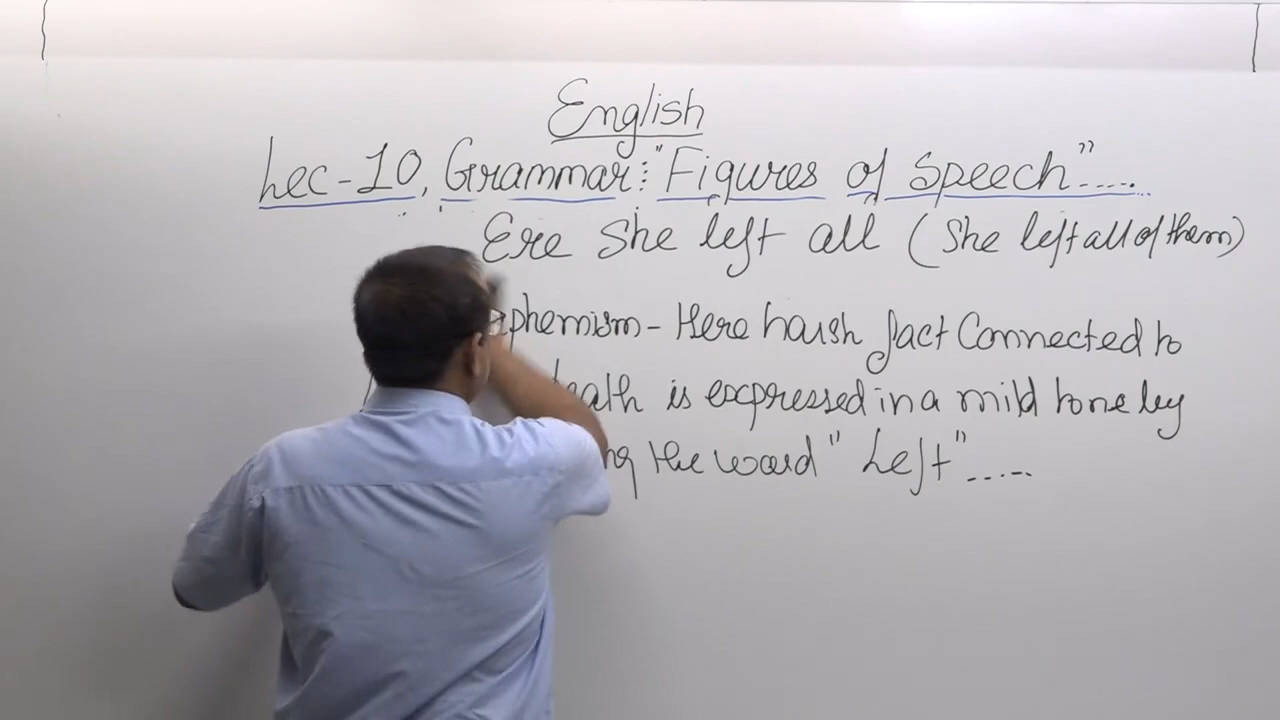 English
Lec-10, Grammar: "Figures of Speech".....
Ere She left all (She left all of them)
phemism - Here harsh fact Connected to
eath is expressed in a mild tone by
ng the word "Left".....